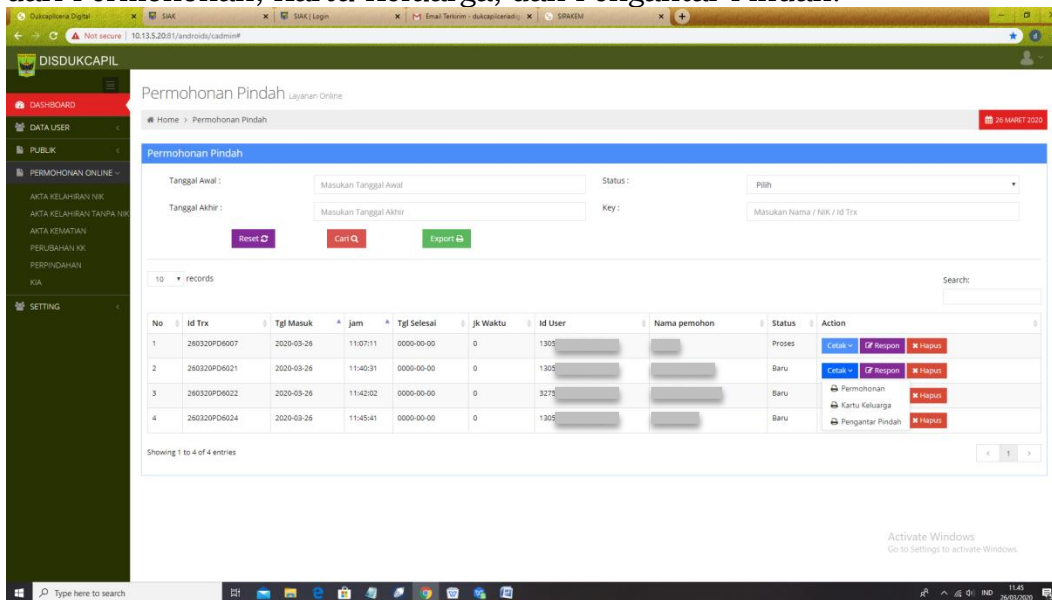 dari Permohonan, Kartu Keluarga, dan Pengantar Pindah.
Dukcapilceria Digital SIAK SIAK | Login Email Terkirim - dukcapilceriadig SIPAKEM
Not secure 10.13.5.20:81/androids/cadmin#
DISDUKCAPIL
Permohonan Pindah Layanan Online
Home > Permohonan Pindah 26 MARET 2020
DASHBOARD
DATA USER
PUBLIK
PERMOHONAN ONLINE
AKTA KELAHIRAN NIK
AKTA KELAHIRAN TANPA NIK
AKTA KEMATIAN
PERUBAHAN KK
PERPINDAHAN
KIA
SETTING
Permohonan Pindah
Tanggal Awal : Masukan Tanggal Awal Status : Pilih
Tanggal Akhir : Masukan Tanggal Akhir Key : Masukan Nama / NIK / Id Trx
Reset Cari Export
10 records Search:
No Id Trx Tgl Masuk jam Tgl Selesai Jk Waktu Id User Nama pemohon Status Action
1 260320PD6007 2020-03-26 11:07:11 0000-00-00 0 1305 Proses Cetak Respon Hapus
2 260320PD6021 2020-03-26 11:40:31 0000-00-00 0 1305 Baru Cetak Respon Hapus
3 260320PD6022 2020-03-26 11:42:02 0000-00-00 0 3275 Baru Hapus
4 260320PD6024 2020-03-26 11:45:41 0000-00-00 0 1305 Baru Hapus
Permohonan
Kartu Keluarga
Pengantar Pindah
Showing 1 to 4 of 4 entries 1
Activate Windows
Go to Settings to activate Windows.
Type here to search IND 11.45
26/03/2020